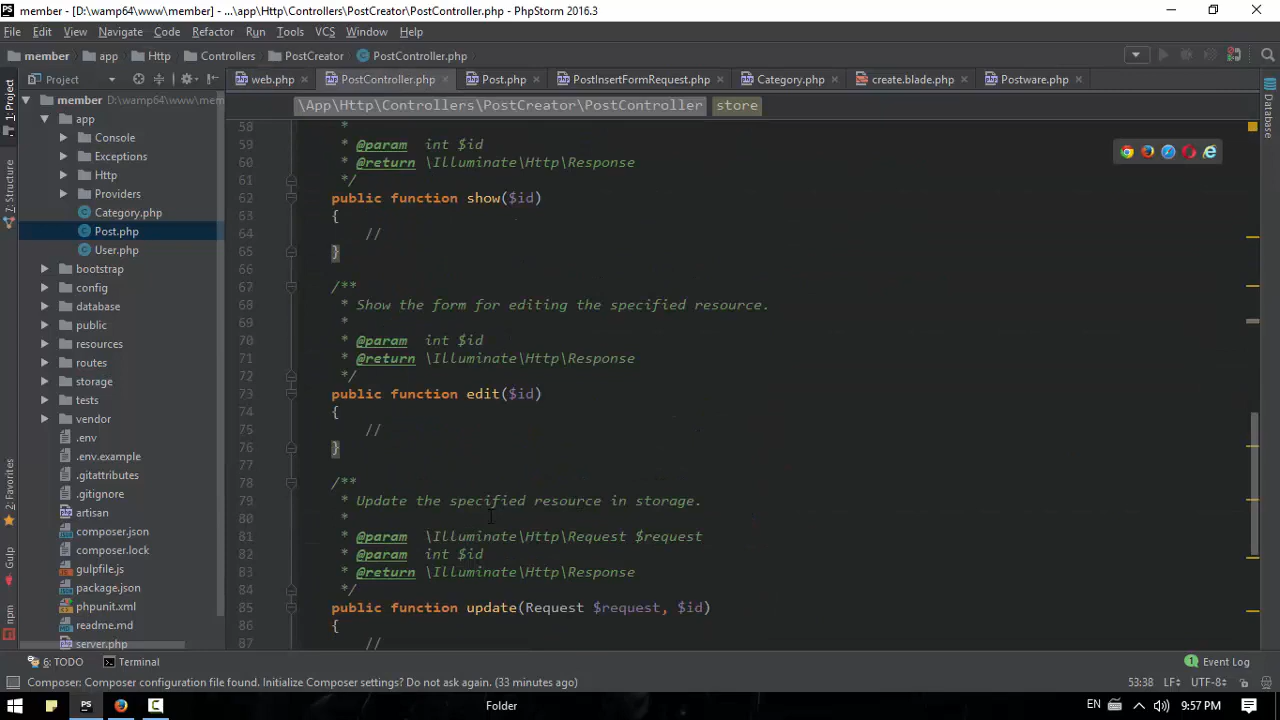 member - [D:\wamp64\www\member] - ...\app\Http\Controllers\PostCreator\PostController.php - PhpStorm 2016.3
File Edit View Navigate Code Refactor Run Tools VCS Window Help
member app Http Controllers PostCreator PostController.php
Project web.php PostController.php Post.php PostInsertFormRequest.php Category.php create.blade.php Postware.php
\App\Http\Controllers\PostCreator\PostController store
1: Project
7: Structure
2: Favorites
Gulp
npm
Database
member D:\wamp64\www\mem
app
Console
Exceptions
Http
Providers
Category.php
Post.php
User.php
bootstrap
config
database
public
resources
routes
storage
tests
vendor
.env
.env.example
.gitattributes
.gitignore
artisan
composer.json
composer.lock
gulpfile.js
package.json
phpunit.xml
readme.md
server.php
58 *
59 * @param int $id
60 * @return \Illuminate\Http\Response
61 */
62 public function show($id)
63 {
64 //
65 }
66
67 /**
68 * Show the form for editing the specified resource.
69 *
70 * @param int $id
71 * @return \Illuminate\Http\Response
72 */
73 public function edit($id)
74 {
75 //
76 }
77
78 /**
79 * Update the specified resource in storage.
80 *
81 * @param \Illuminate\Http\Request $request
82 * @param int $id
83 * @return \Illuminate\Http\Response
84 */
85 public function update(Request $request, $id)
86 {
87 //
6: TODO Terminal Event Log
Composer: Composer configuration file found. Initialize Composer settings? Do not ask again. (33 minutes ago) 53:38 LF÷ UTF-8÷
Folder EN 9:57 PM